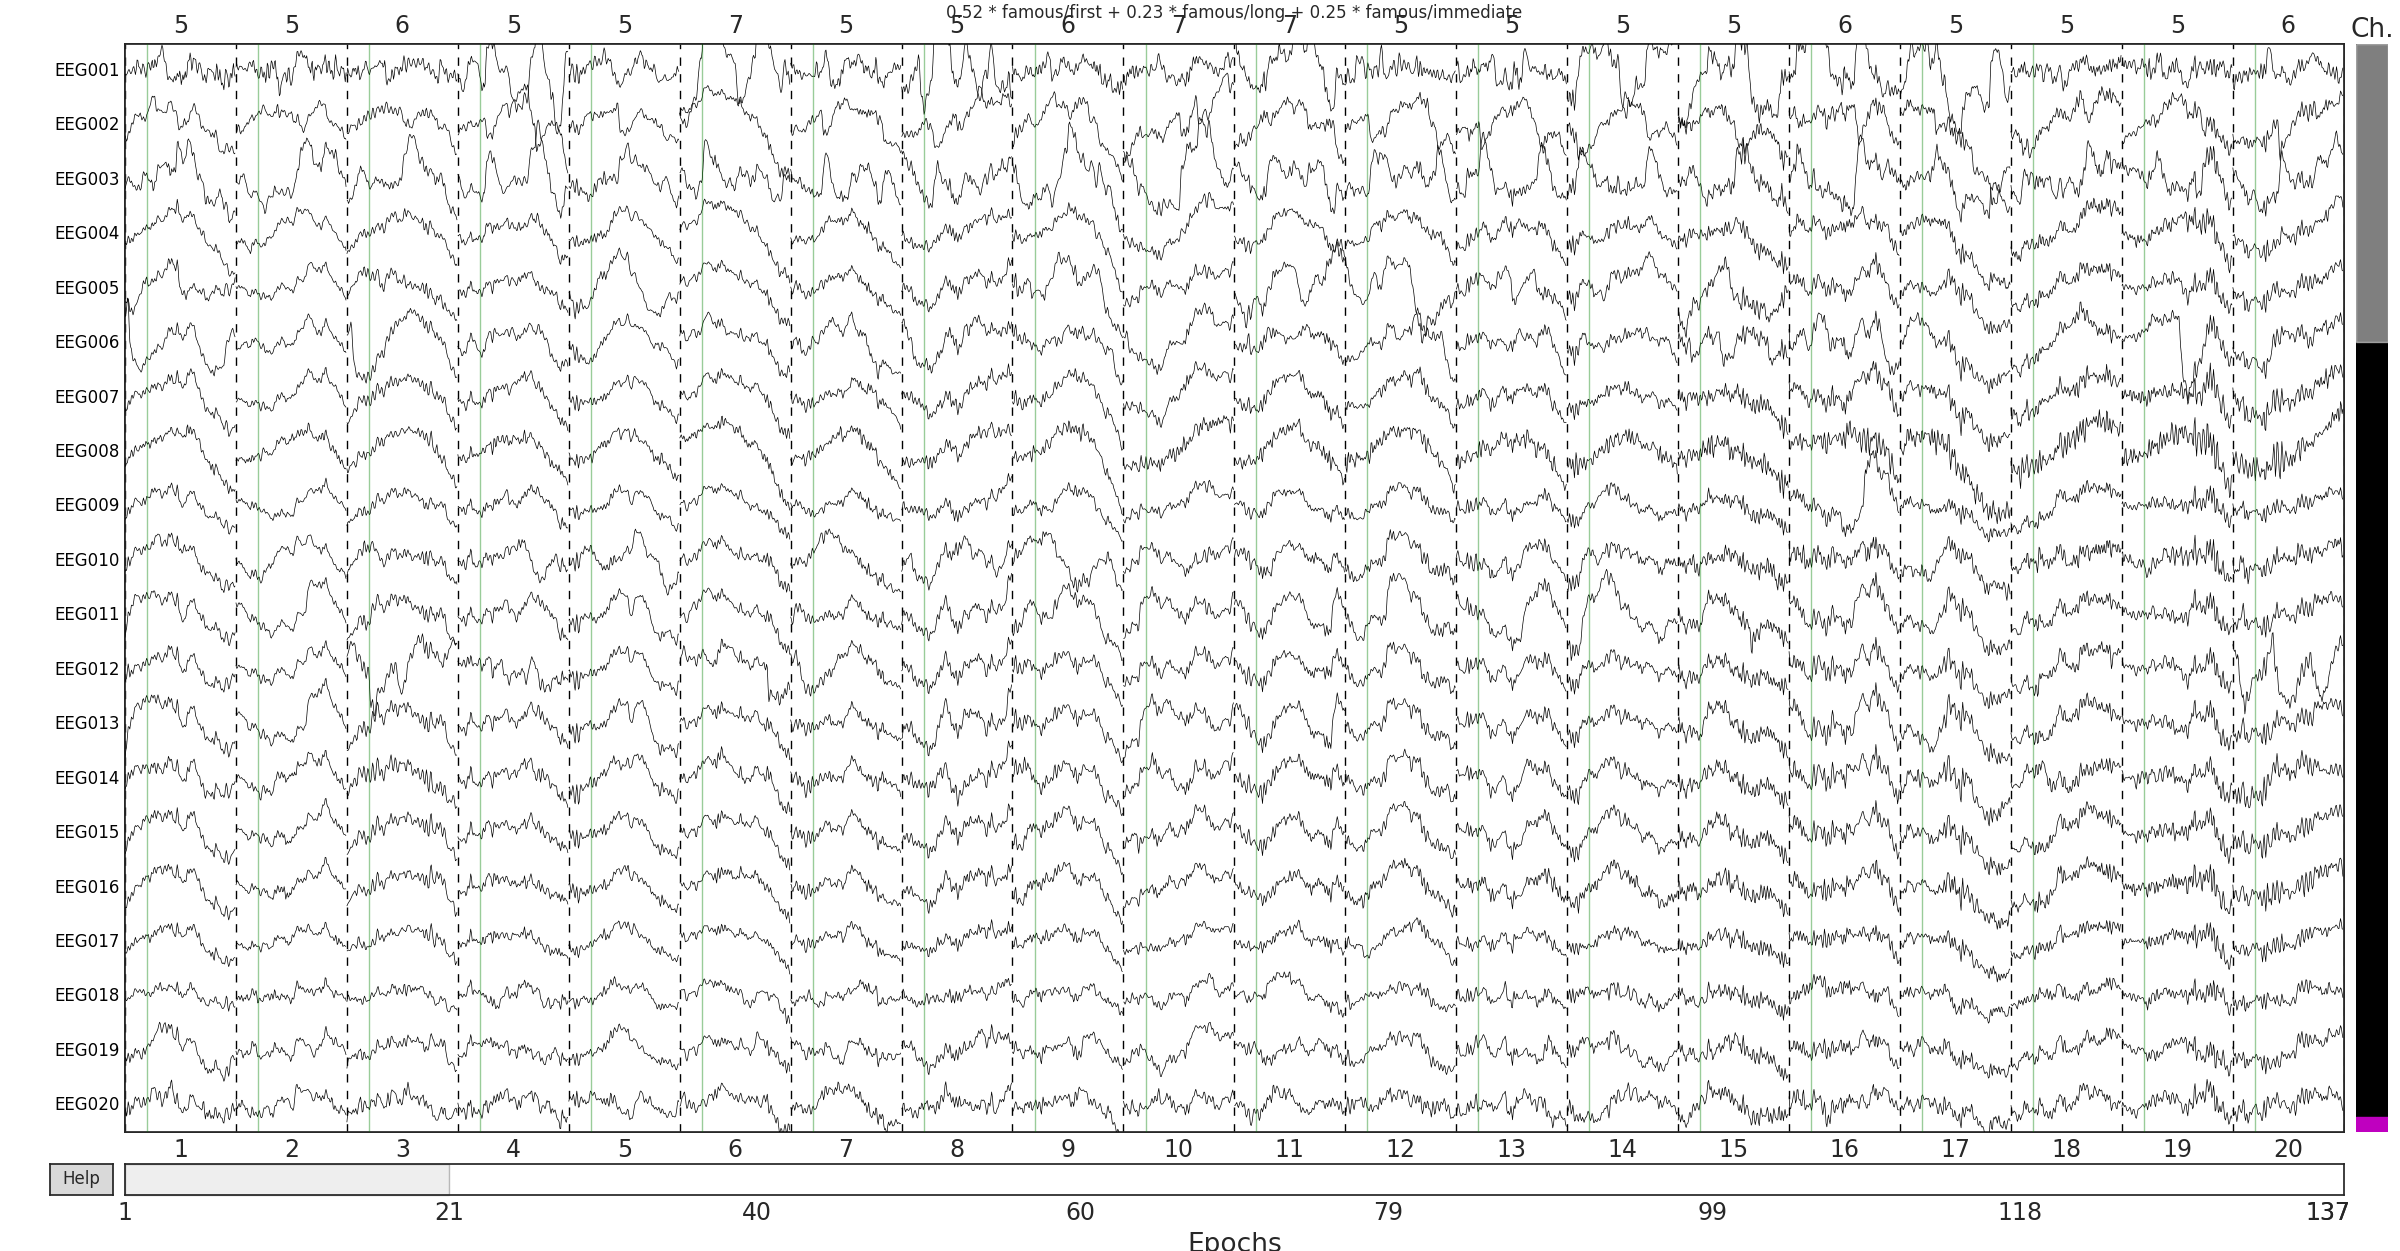 0.52 * famous/first + 0.23 * famous/long + 0.25 * famous/immediate
5 5 6 5 5 7 5 5 6 7 7 5 5 5 5 6 5 5 5 6 Ch.
EEG001
EEG002
EEG003
EEG004
EEG005
EEG006
EEG007
EEG008
EEG009
EEG010
EEG011
EEG012
EEG013
EEG014
EEG015
EEG016
EEG017
EEG018
EEG019
EEG020
1 2 3 4 5 6 7 8 9 10 11 12 13 14 15 16 17 18 19 20
Help
1 21 40 60 79 99 118 137
Epochs